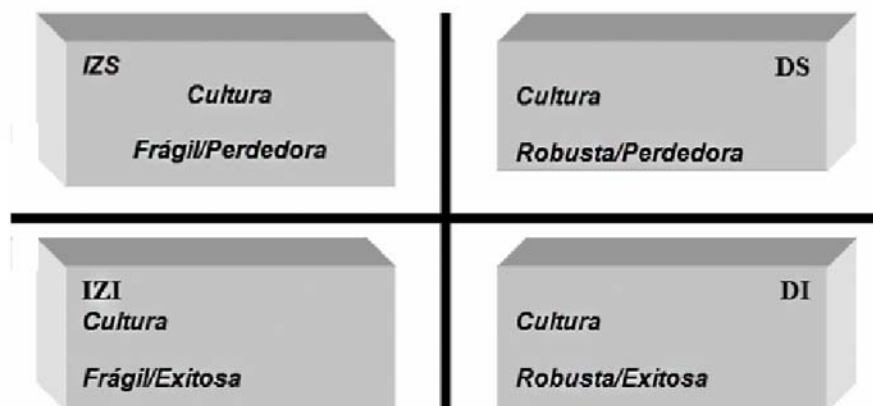 IZS
Cultura
Frágil/Perdedora
DS
Cultura
Robusta/Perdedora
IZI
Cultura
Frágil/Exitosa
DI
Cultura
Robusta/Exitosa